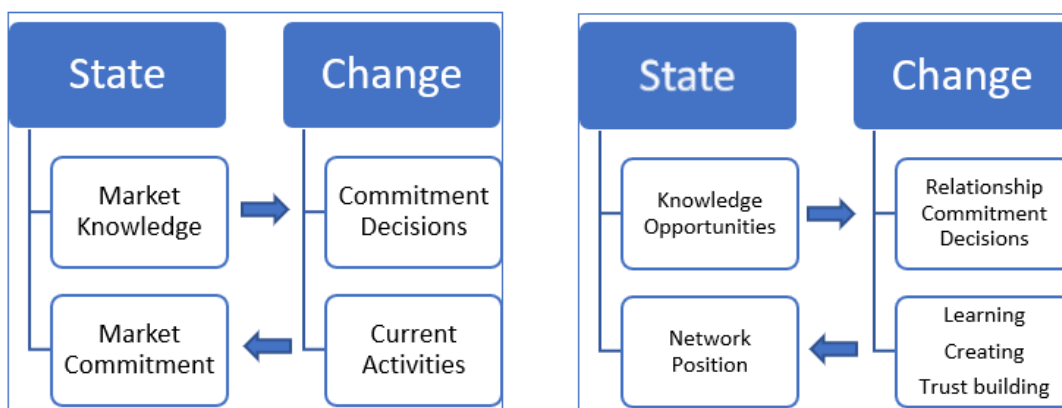 State
Change
Market
Knowledge
Commitment
Decisions
Market
Commitment
Current
Activities
State
Change
Knowledge
Opportunities
Relationship
Commitment
Decisions
Network
Position
Learning
Creating
Trust building